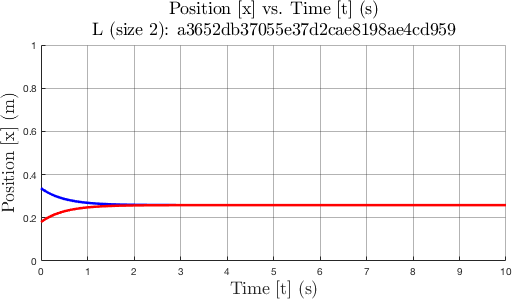 Position [x] vs. Time [t] (s)
L (size 2): a3652db37055e37d2cae8198ae4cd959
Position [x] (m)
1
0.8
0.6
0.4
0.2
0
0 1 2 3 4 5 6 7 8 9 10
Time [t] (s)